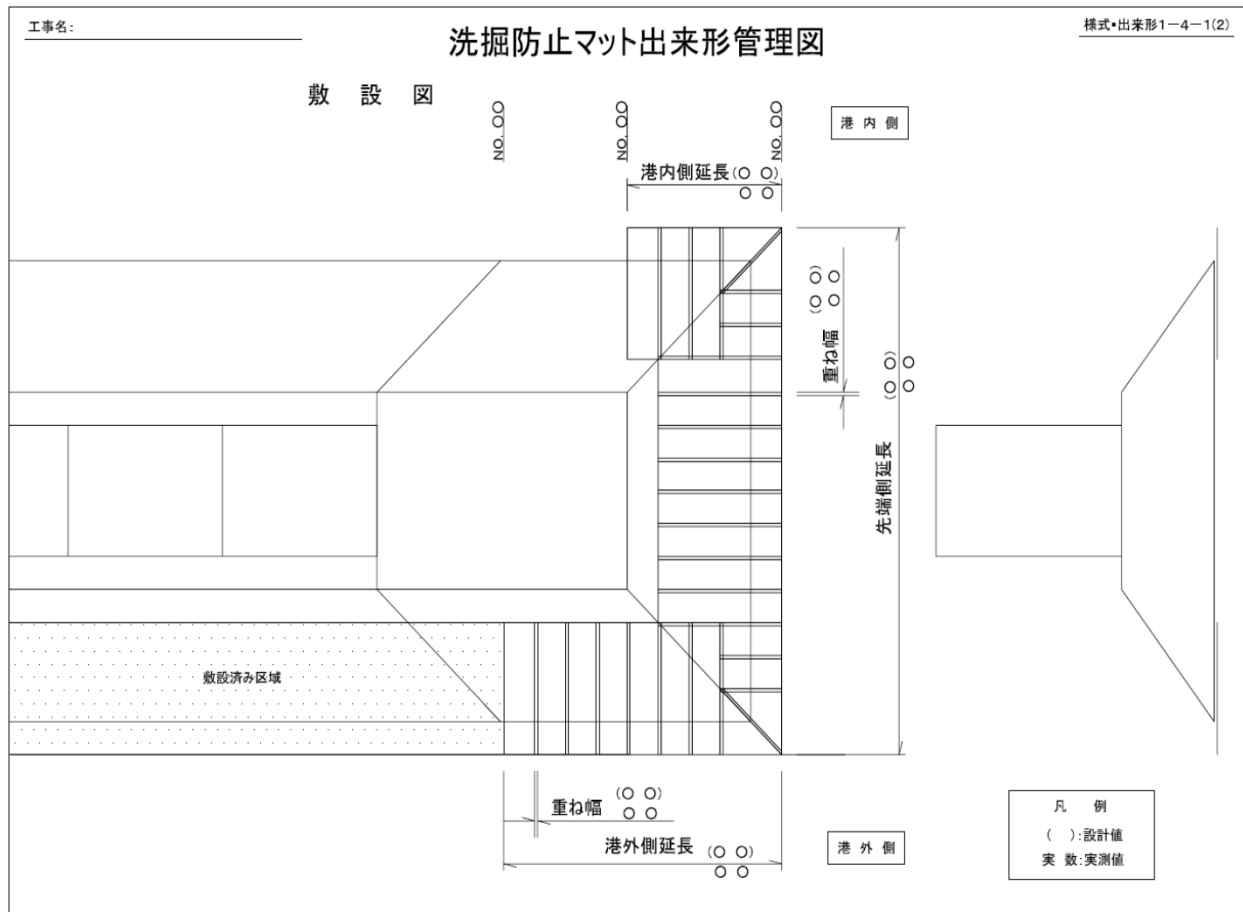 工事名:
様式•出来形1-4-1(2)
洗掘防止マット出来形管理図
敷 設 図
NO. 〇〇
NO. 〇〇
NO. 〇〇
港 内 側
港内側延長(〇 〇)
〇 〇
重ね幅
(〇 〇)
〇 〇
先端側延長
(〇 〇)
〇 〇
敷設済み区域
重ね幅 (〇 〇)
〇 〇
港外側延長 (〇 〇)
〇 〇
港 外 側
凡 例
( ):設計値
実 数:実測値